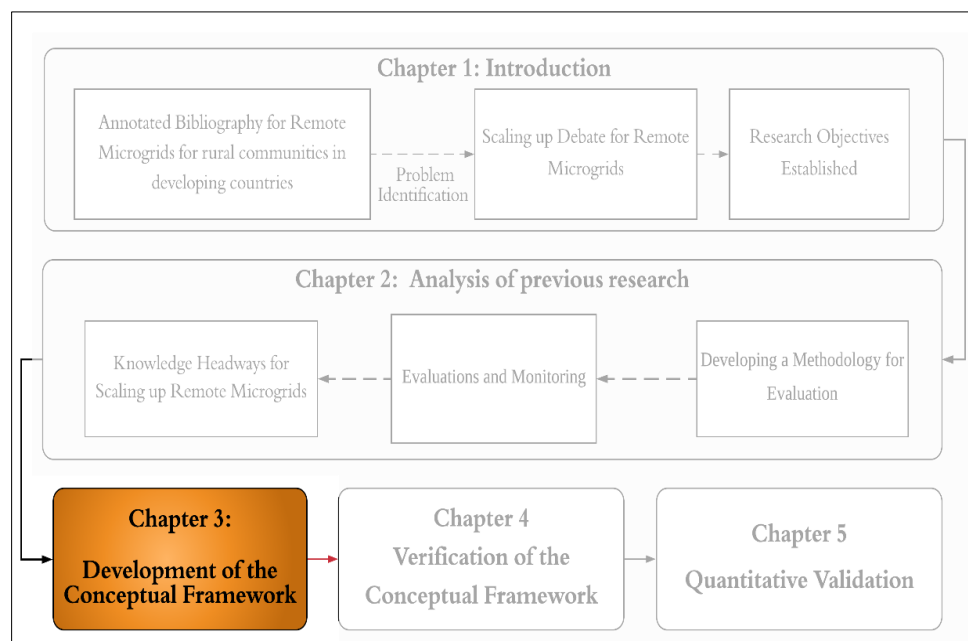 Chapter 1: Introduction
Annotated Bibliography for Remote
Microgrids for rural communities in
developing countries
Problem
Identification
Scaling up Debate for Remote
Microgrids
Research Objectives
Established
Chapter 2: Analysis of previous research
Developing a Methodology for
Evaluation
Evaluations and Monitoring
Knowledge Headways for
Scaling up Remote Microgrids
Chapter 3:
Development of the
Conceptual Framework
Chapter 4
Verification of the
Conceptual Framework
Chapter 5
Quantitative Validation